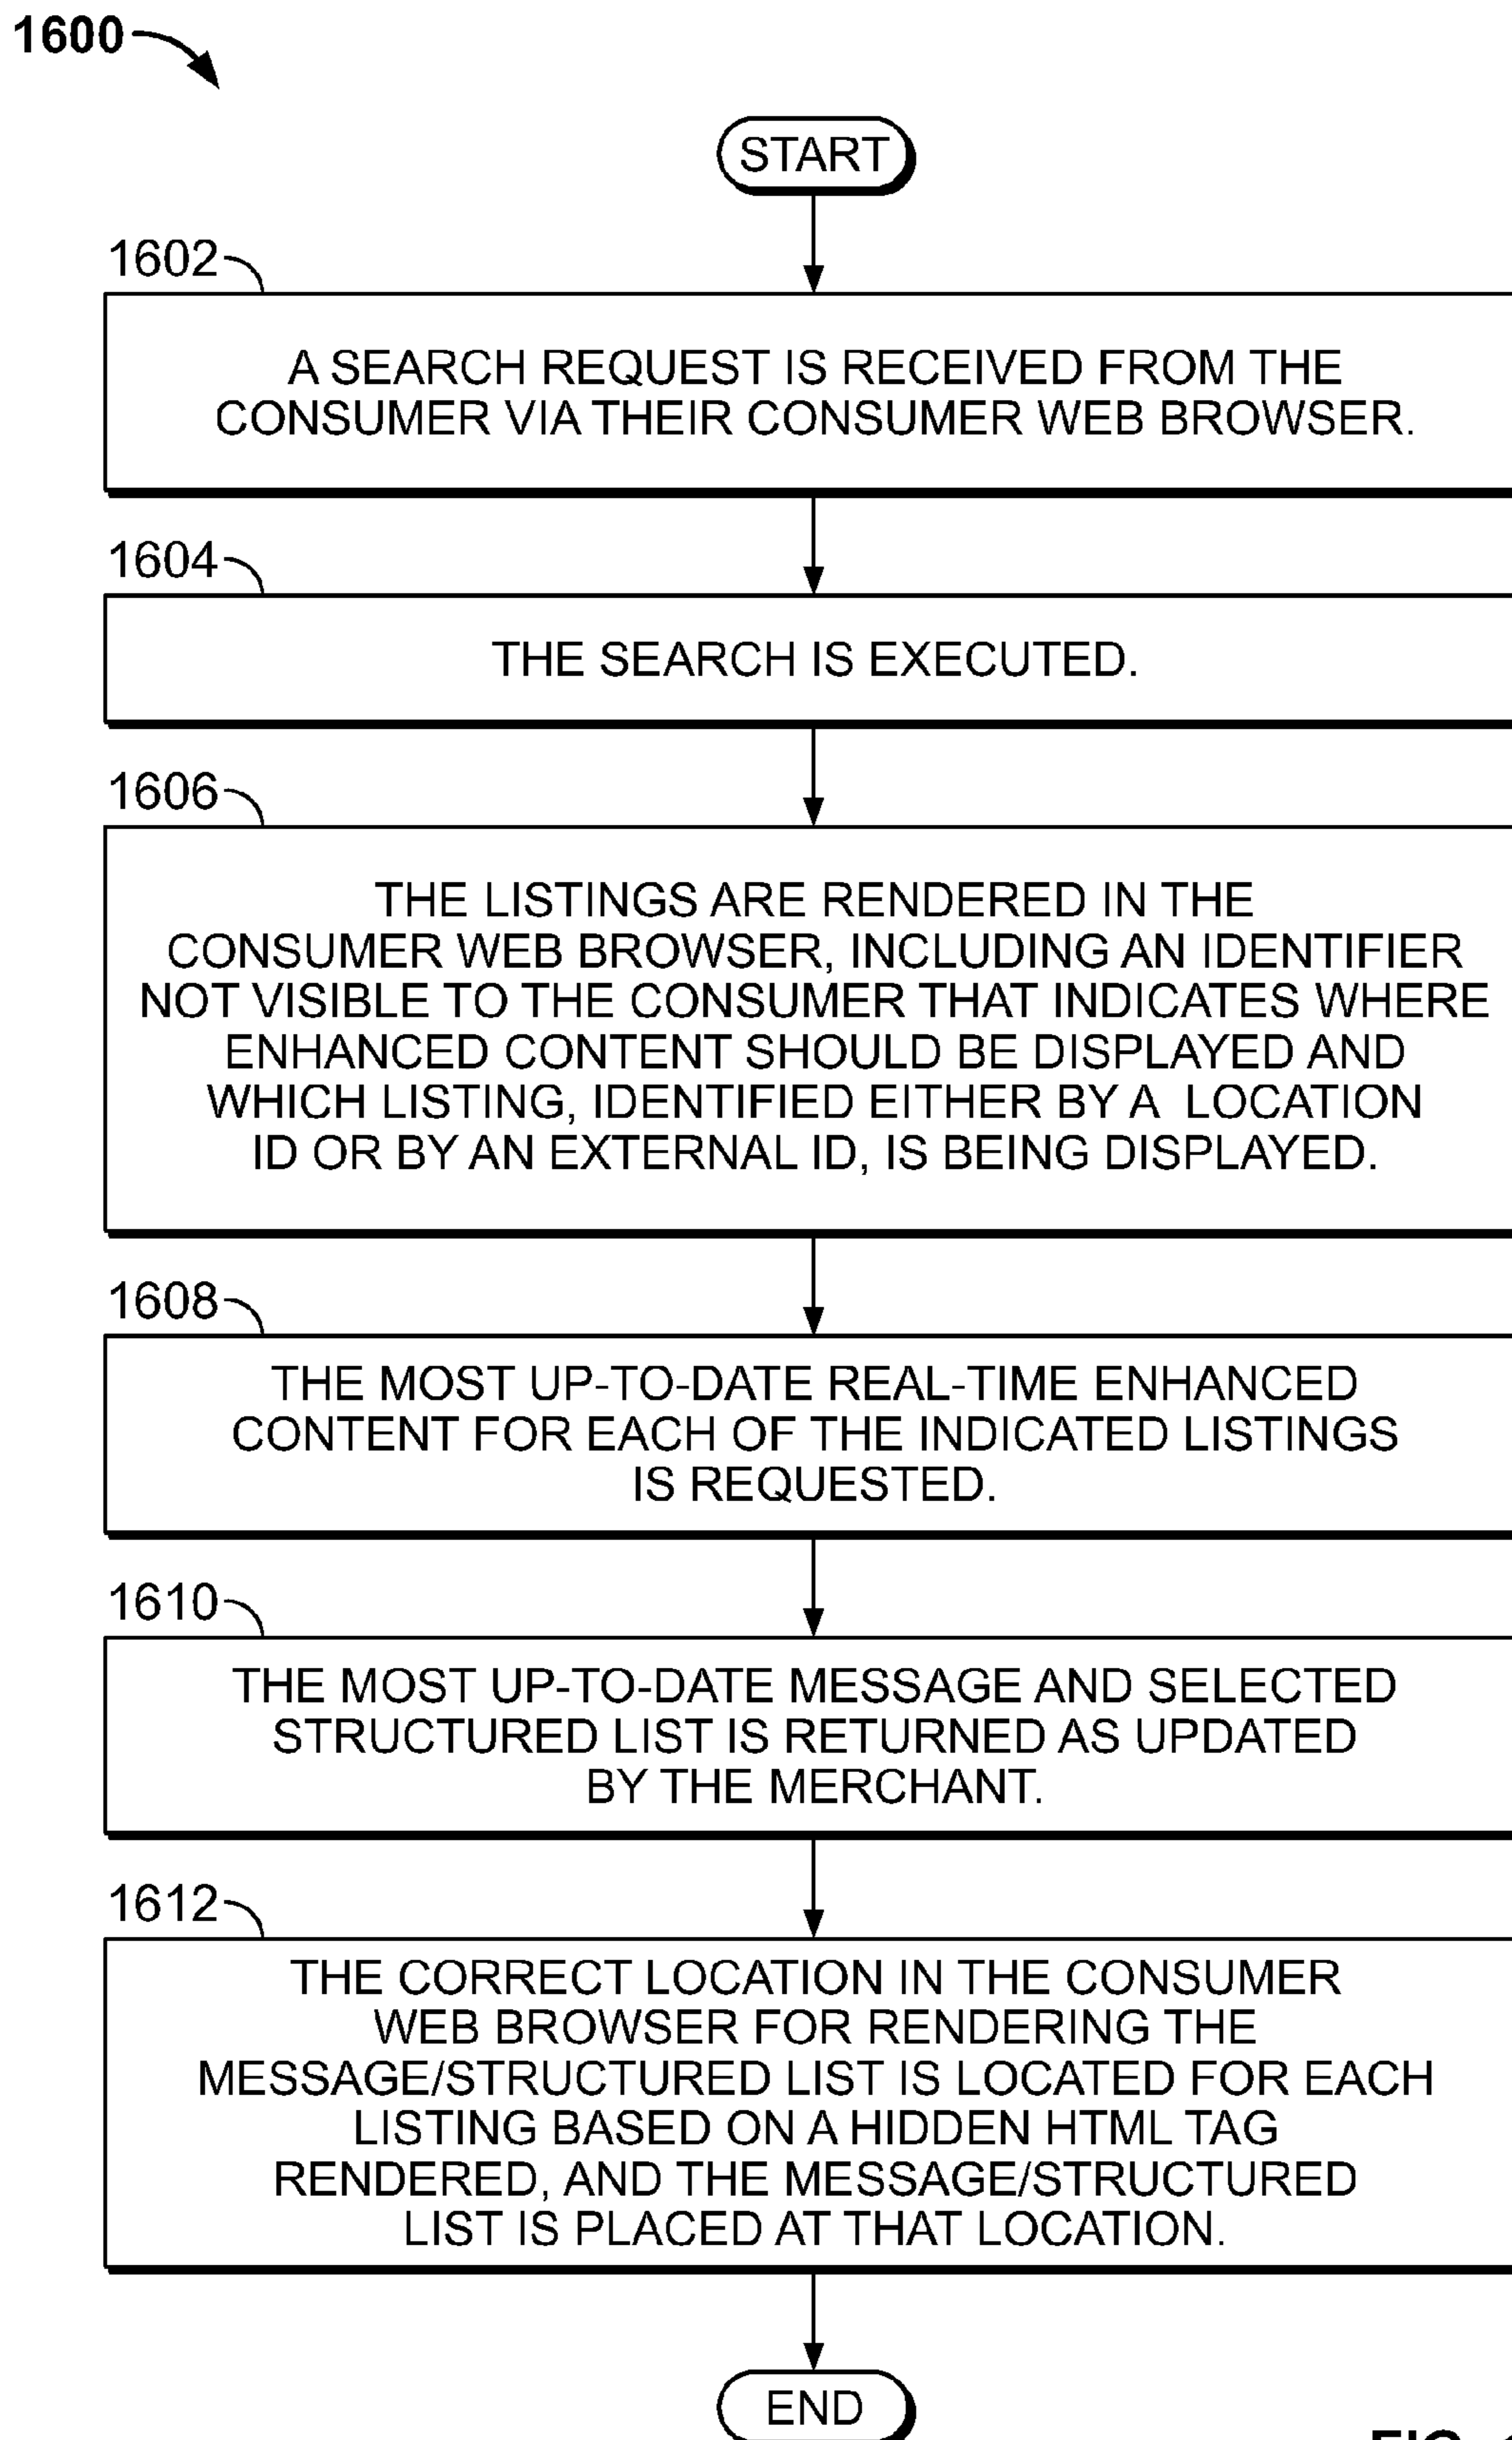 1600
START
1602
A SEARCH REQUEST IS RECEIVED FROM THE
CONSUMER VIA THEIR CONSUMER WEB BROWSER.
1604
THE SEARCH IS EXECUTED.
1606
THE LISTINGS ARE RENDERED IN THE
CONSUMER WEB BROWSER, INCLUDING AN IDENTIFIER
NOT VISIBLE TO THE CONSUMER THAT INDICATES WHERE
ENHANCED CONTENT SHOULD BE DISPLAYED AND
WHICH LISTING, IDENTIFIED EITHER BY A LOCATION
ID OR BY AN EXTERNAL ID, IS BEING DISPLAYED.
1608
THE MOST UP-TO-DATE REAL-TIME ENHANCED
CONTENT FOR EACH OF THE INDICATED LISTINGS
IS REQUESTED.
1610
THE MOST UP-TO-DATE MESSAGE AND SELECTED
STRUCTURED LIST IS RETURNED AS UPDATED
BY THE MERCHANT.
1612
THE CORRECT LOCATION IN THE CONSUMER
WEB BROWSER FOR RENDERING THE
MESSAGE/STRUCTURED LIST IS LOCATED FOR EACH
LISTING BASED ON A HIDDEN HTML TAG
RENDERED, AND THE MESSAGE/STRUCTURED
LIST IS PLACED AT THAT LOCATION.
END